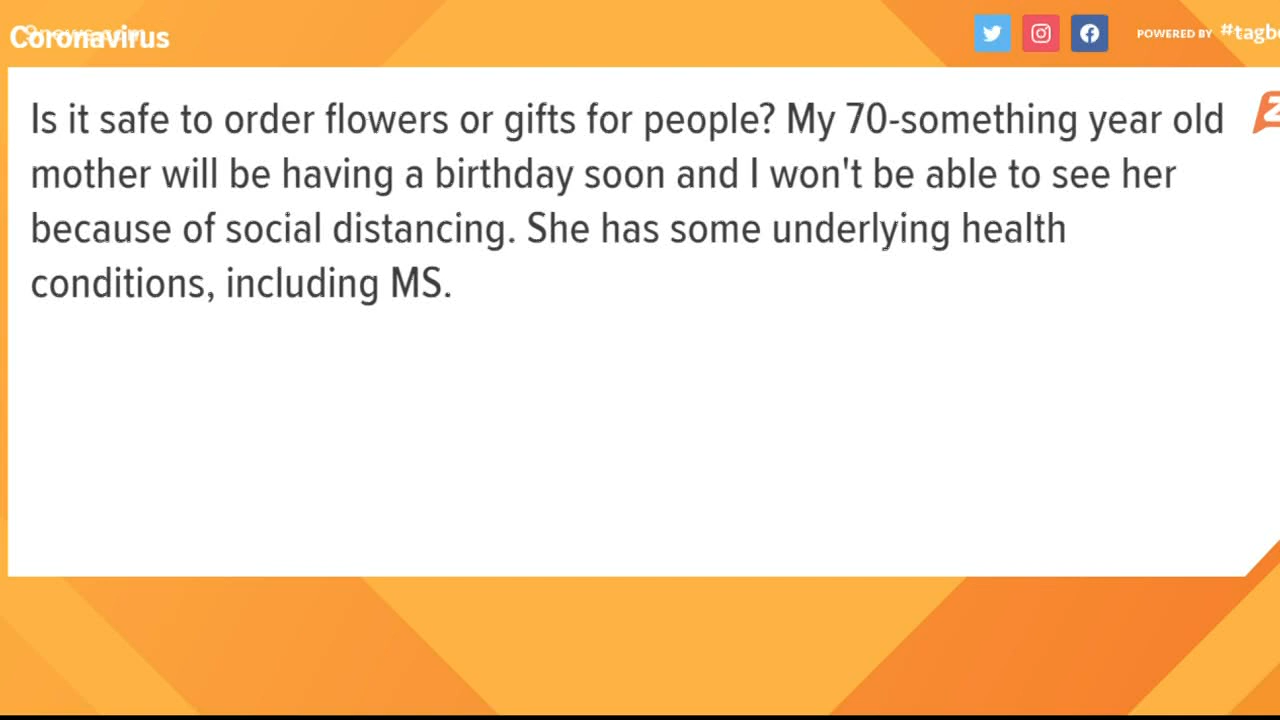 Coronavirus
POWERED BY
Is it safe to order flowers or gifts for people? My 70-something year old
mother will be having a birthday soon and I won't be able to see her
because of social distancing. She has some underlying health
conditions, including MS.